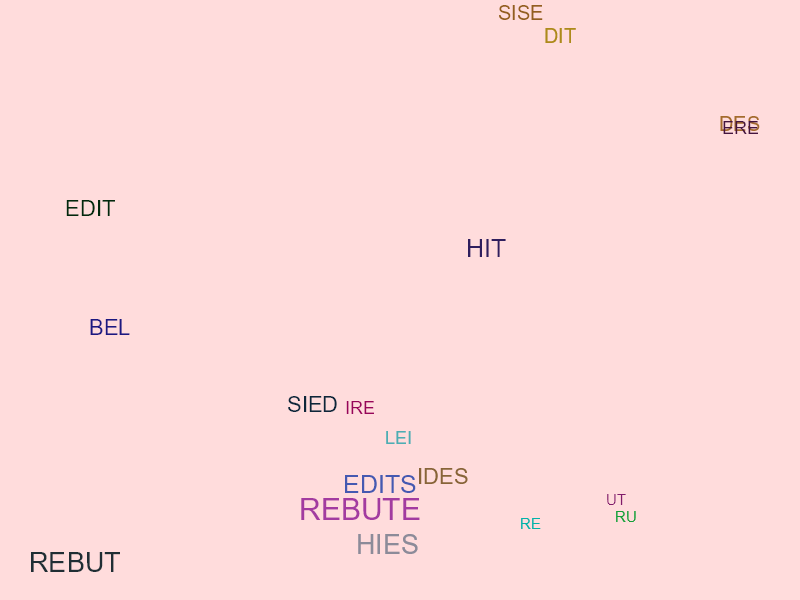 SISE
DIT
DES
ERE
EDIT
HIT
BEL
SIED
IRE
LEI
IDES
EDITS
UT
REBUTE
RU
RE
HIES
REBUT